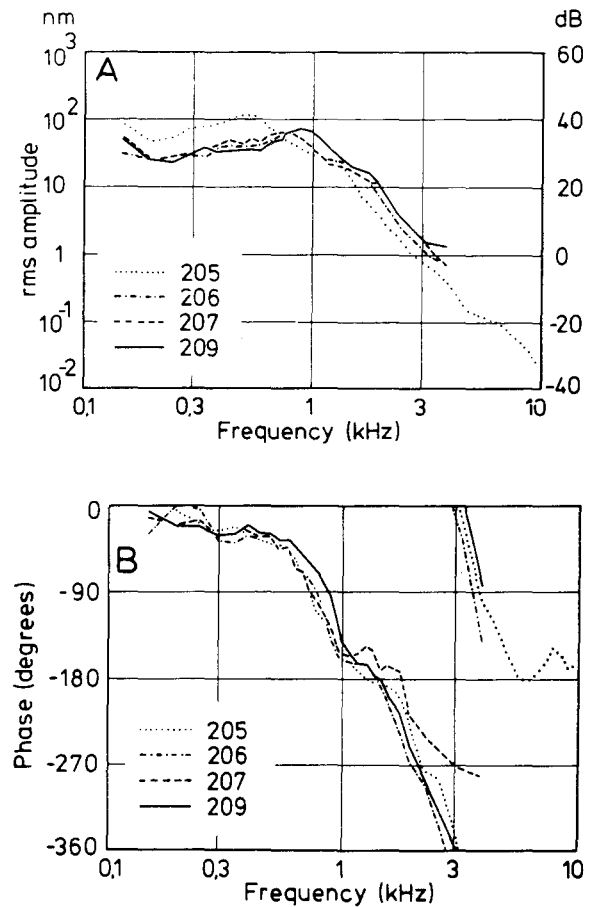 nm dB
10³ 60
A
10² 40
10 20
1 0
10⁻¹ -20
10⁻² -40
rms amplitude
205
206
207
209
0,1 0,3 1 3 10
Frequency (kHz)
0
B
-90
-180
-270
-360
Phase (degrees)
205
206
207
209
0,1 0,3 1 3 10
Frequency (kHz)